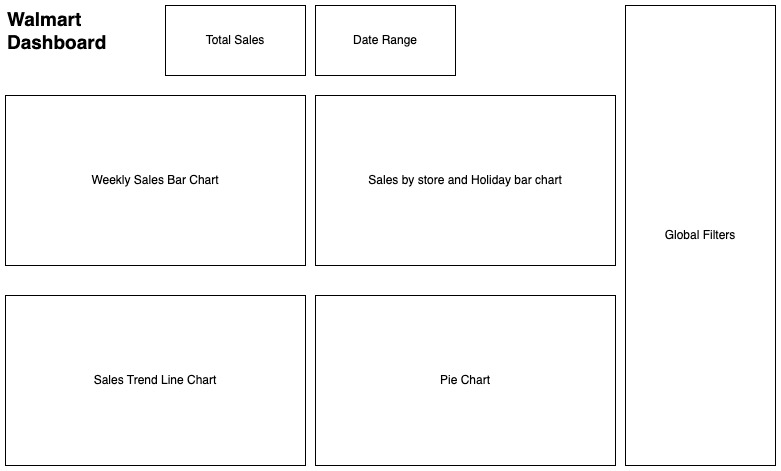 Walmart
Dashboard
Total Sales
Date Range
Weekly Sales Bar Chart
Sales by store and Holiday bar chart
Global Filters
Sales Trend Line Chart
Pie Chart